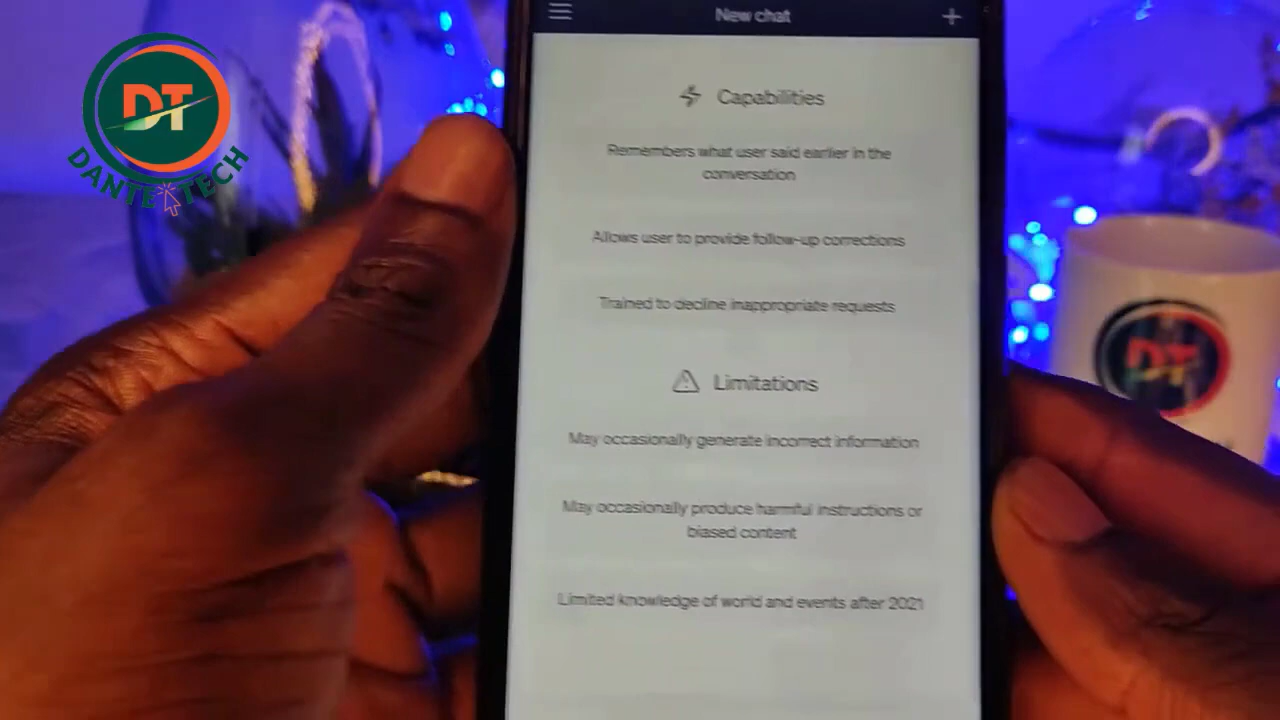 DT
DANTE TECH
New chat
Capabilities
Remembers what user said earlier in the
conversation
Allows user to provide follow-up corrections
Trained to decline inappropriate requests
Limitations
May occasionally generate incorrect information
May occasionally produce harmful instructions or
biased content
Limited knowledge of world and events after 2021
DT